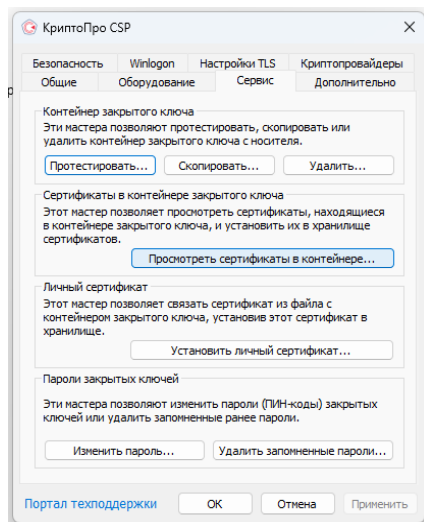 КриптоПро CSP
Безопасность Winlogon Настройки TLS Криптопровайдеры
Общие Оборудование Сервис Дополнительно
Контейнер закрытого ключа
Эти мастера позволяют протестировать, скопировать или
удалить контейнер закрытого ключа с носителя.
Протестировать... Скопировать... Удалить...
Сертификаты в контейнере закрытого ключа
Этот мастер позволяет просмотреть сертификаты, находящиеся
в контейнере закрытого ключа, и установить их в хранилище
сертификатов.
Просмотреть сертификаты в контейнере...
Личный сертификат
Этот мастер позволяет связать сертификат из файла с
контейнером закрытого ключа, установив этот сертификат в
хранилище.
Установить личный сертификат...
Пароли закрытых ключей
Эти мастера позволяют изменить пароли (ПИН-коды) закрытых
ключей или удалить запомненные ранее пароли.
Изменить пароль... Удалить запомненные пароли...
Портал техподдержки ОК Отмена Применить